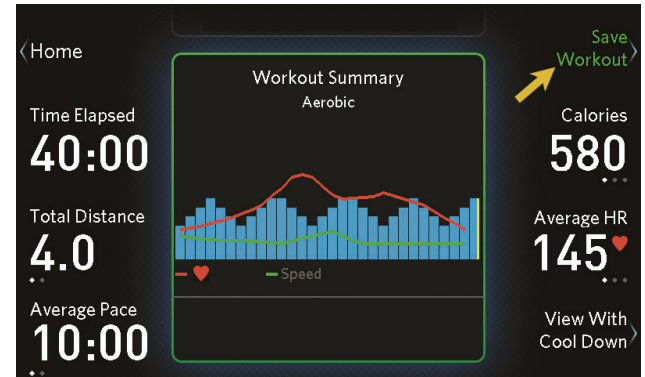 Home
Save
Workout
Workout Summary
Aerobic
Time Elapsed
40:00
Calories
580
Total Distance
4.0
Average HR
145
Speed
Average Pace
10:00
View With
Cool Down